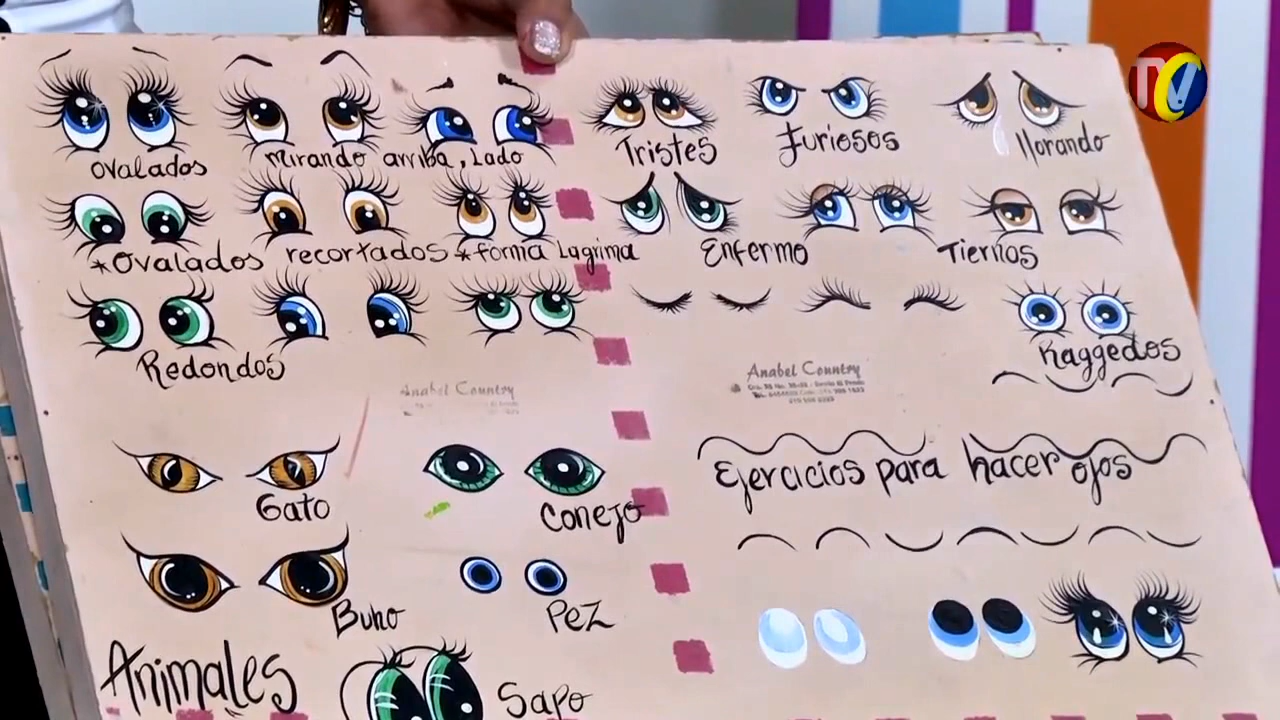 TVC
Ovalados
Mirando arriba, Lado
Tristes
Furiosos
llorando
*Ovalados recortados *forma Lagrima
Enfermo
Tiernos
Redondos
Raggedos
Anabel Country
Anabel Country
Ejercicios para hacer ojos
Gato
Conejo
Buho
Pez
Animales
Sapo